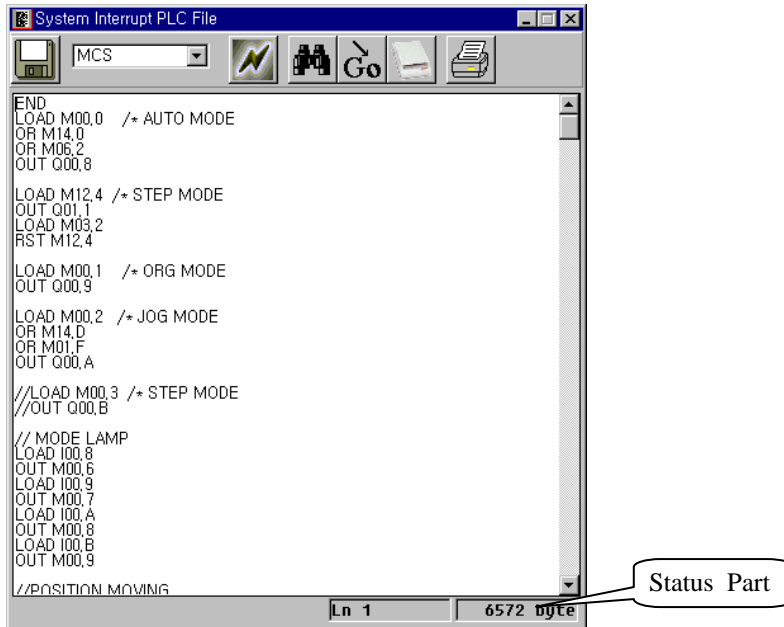 System Interrupt PLC File
MCS
Go
END
LOAD M00,0 /* AUTO MODE
OR M14,0
OR M06,2
OUT Q00,8
LOAD M12,4 /* STEP MODE
OUT Q01,1
LOAD M03,2
RST M12,4
LOAD M00,1 /* ORG MODE
OUT Q00,9
LOAD M00,2 /* JOG MODE
OR M14,D
OR M01,F
OUT Q00,A
//LOAD M00,3 /* STEP MODE
//OUT Q00,B
// MODE LAMP
LOAD I00,8
OUT M00,6
LOAD I00,9
OUT M00,7
LOAD I00,A
OUT M00,8
LOAD I00,B
OUT M00,9
//POSITION MOVING
Ln 1
6572 byte
Status Part